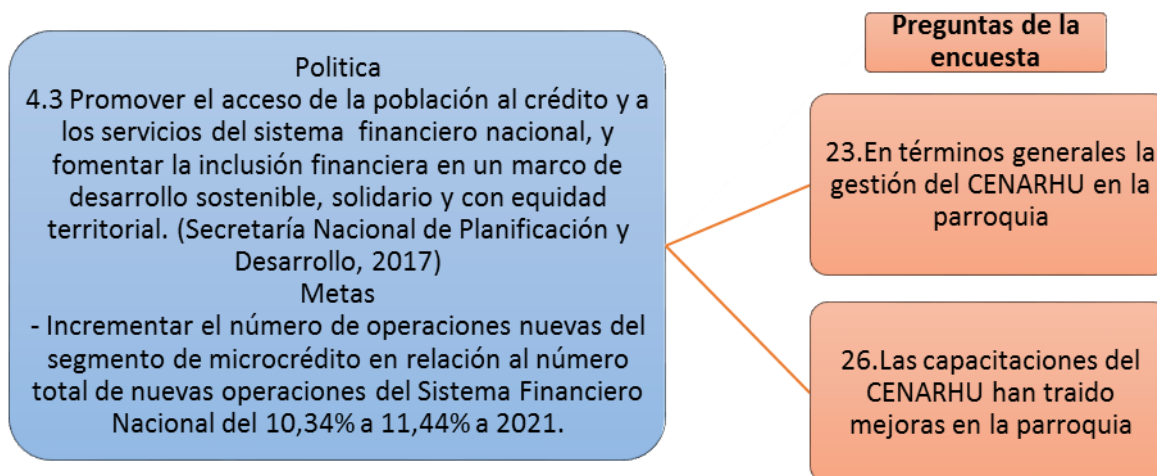 Politica
4.3 Promover el acceso de la población al crédito y a
los servicios del sistema financiero nacional, y
fomentar la inclusión financiera en un marco de
desarrollo sostenible, solidario y con equidad
territorial. (Secretaría Nacional de Planificación y
Desarrollo, 2017)
Metas
- Incrementar el número de operaciones nuevas del
segmento de microcrédito en relación al número
total de nuevas operaciones del Sistema Financiero
Nacional del 10,34% a 11,44% a 2021.
Preguntas de la
encuesta
23.En términos generales la
gestión del CENARHU en la
parroquia
26.Las capacitaciones del
CENARHU han traido
mejoras en la parroquia